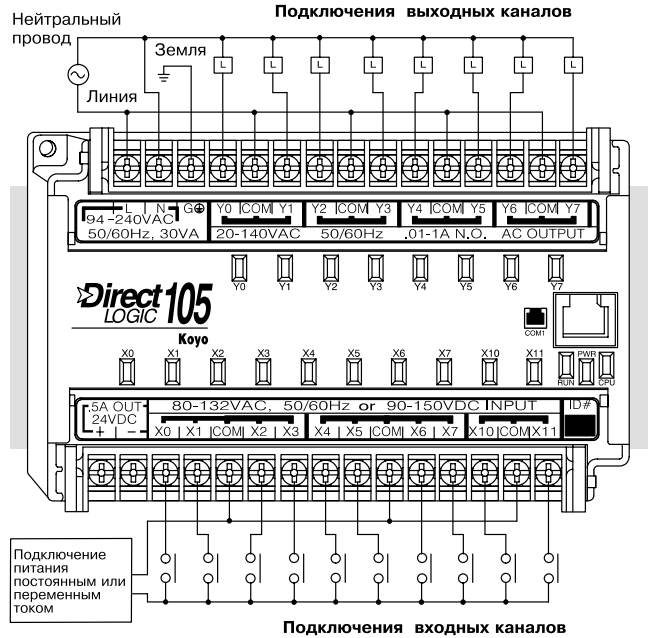 Подключения выходных каналов
Нейтральный
провод
Земля
L L L L L L L L
Линия
L N G
94-240VAC
50/60Hz, 30VA
Y0 COM Y1 Y2 COM Y3 Y4 COM Y5 Y6 COM Y7
20-140VAC 50/60Hz .01-1A N.O. AC OUTPUT
Y0 Y1 Y2 Y3 Y4 Y5 Y6 Y7
Direct
LOGIC 105
Koyo
COM1
X0 X1 X2 X3 X4 X5 X6 X7 X10 X11
PWR
RUN CPU
.5A OUT
24VDC
+ -
80-132VAC, 50/60Hz or 90-150VDC INPUT
ID#
X0 X1 COM X2 X3 X4 X5 COM X6 X7 X10 COM X11
Подключение
питания
постоянным или
переменным
током
Подключения входных каналов